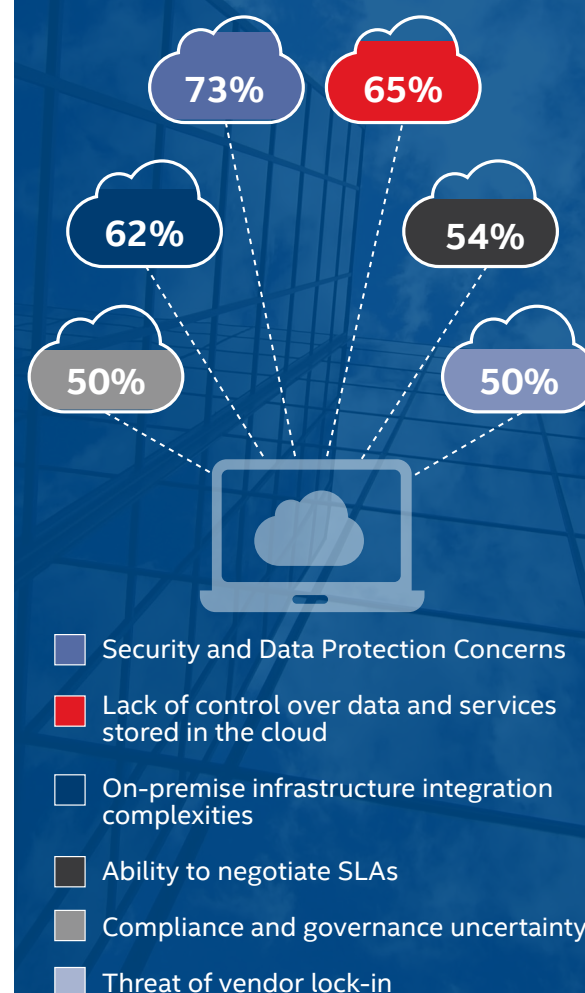 73%
65%
62%
54%
50%
50%
Security and Data Protection Concerns
Lack of control over data and services
stored in the cloud
On-premise infrastructure integration
complexities
Ability to negotiate SLAs
Compliance and governance uncertainty
Threat of vendor lock-in